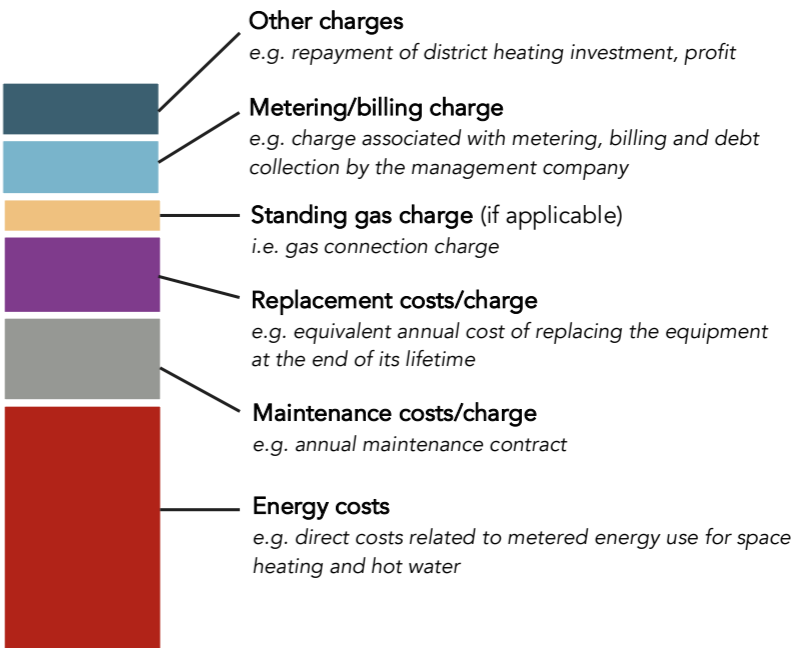 Other charges
e.g. repayment of district heating investment, profit
Metering/billing charge
e.g. charge associated with metering, billing and debt
collection by the management company
Standing gas charge (if applicable)
i.e. gas connection charge
Replacement costs/charge
e.g. equivalent annual cost of replacing the equipment
at the end of its lifetime
Maintenance costs/charge
e.g. annual maintenance contract
Energy costs
e.g. direct costs related to metered energy use for space
heating and hot water